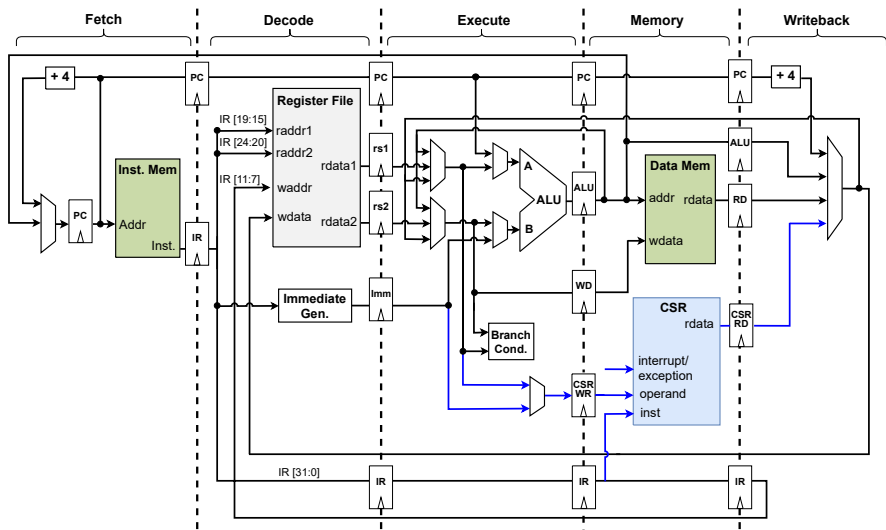 Fetch
Decode
Execute
Memory
Writeback
+ 4
PC
PC
PC
PC
+ 4
Register File
IR [19:15]
raddr1
IR [24:20]
raddr2
rdata1
IR [11:7]
waddr
wdata
rdata2
rs1
rs2
Inst. Mem
Addr
Inst.
PC
IR
A
ALU
B
ALU
Data Mem
addr
rdata
wdata
ALU
RD
Immediate
Gen.
Imm
WD
Branch
Cond.
CSR
rdata
interrupt/
exception
operand
inst
CSR
RD
CSR
WR
IR [31:0]
IR
IR
IR